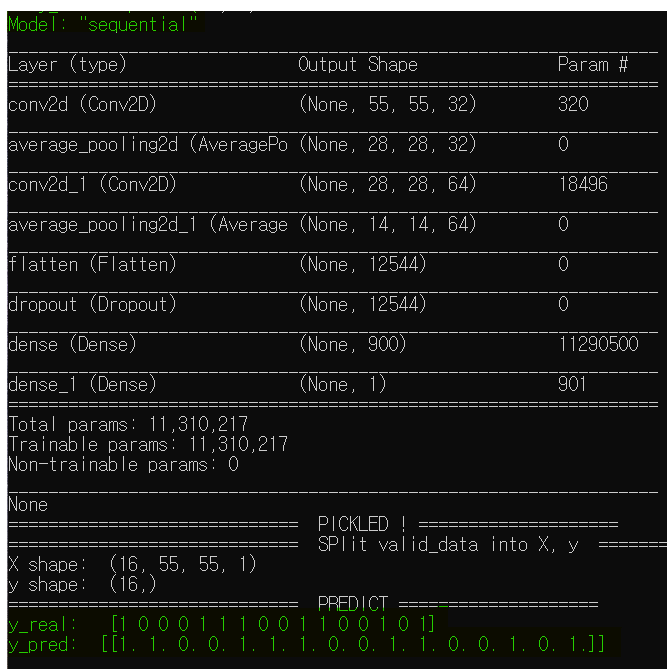 Model: "sequential"
Layer (type) Output Shape Param #
conv2d (Conv2D) (None, 55, 55, 32) 320
average_pooling2d (AveragePo (None, 28, 28, 32) 0
conv2d_1 (Conv2D) (None, 28, 28, 64) 18496
average_pooling2d_1 (Average (None, 14, 14, 64) 0
flatten (Flatten) (None, 12544) 0
dropout (Dropout) (None, 12544) 0
dense (Dense) (None, 900) 11290500
dense_1 (Dense) (None, 1) 901
Total params: 11,310,217
Trainable params: 11,310,217
Non-trainable params: 0
None
============================= PICKLED ! ====================
============================= SPlit valid_data into X, y =======
X shape: (16, 55, 55, 1)
y shape: (16,)
============================= PREDICT ====================
y_real: [1 0 0 0 1 1 1 0 0 1 1 0 0 1 0 1]
y_pred: [[1. 1. 0. 0. 1. 1. 1. 0. 0. 1. 1. 0. 0. 1. 0. 1.]]